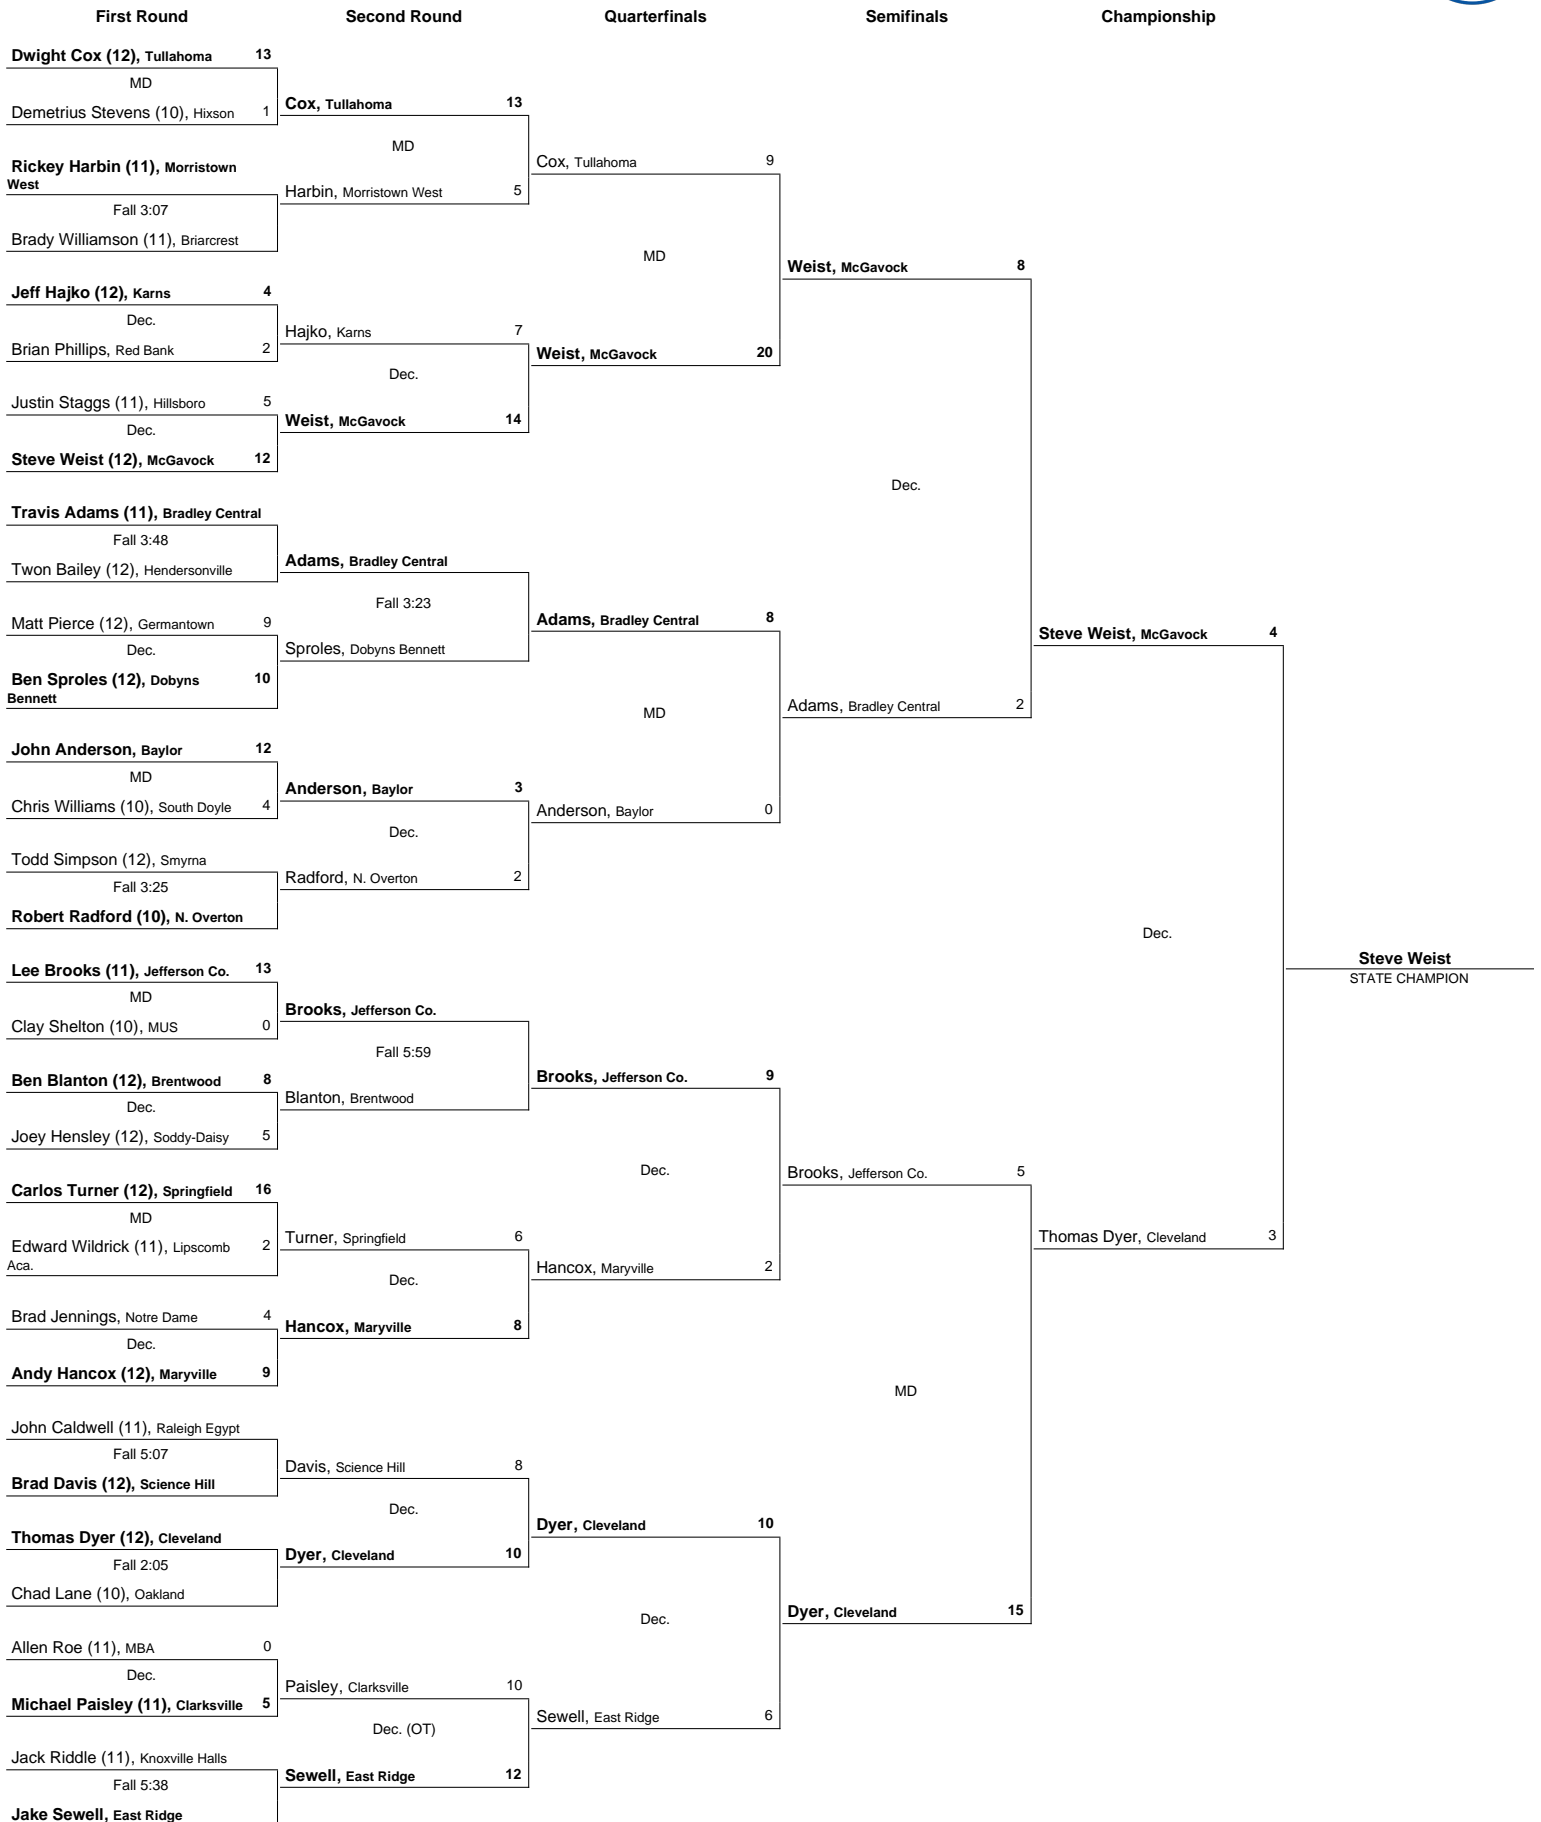 First Round
Second Round
Quarterfinals
Semifinals
Championship
Dwight Cox (12), Tullahoma 13
MD
Demetrius Stevens (10), Hixson 1
Rickey Harbin (11), Morristown
West
Fall 3:07
Brady Williamson (11), Briarcrest
Jeff Hajko (12), Karns 4
Dec.
Brian Phillips, Red Bank 2
Justin Staggs (11), Hillsboro 5
Dec.
Steve Weist (12), McGavock 12
Travis Adams (11), Bradley Central
Fall 3:48
Twon Bailey (12), Hendersonville
Matt Pierce (12), Germantown 9
Dec.
Ben Sproles (12), Dobyns 10
Bennett
John Anderson, Baylor 12
MD
Chris Williams (10), South Doyle 4
Todd Simpson (12), Smyrna
Fall 3:25
Robert Radford (10), N. Overton
Lee Brooks (11), Jefferson Co. 13
MD
Clay Shelton (10), MUS 0
Ben Blanton (12), Brentwood 8
Dec.
Joey Hensley (12), Soddy-Daisy 5
Carlos Turner (12), Springfield 16
MD
Edward Wildrick (11), Lipscomb 2
Aca.
Brad Jennings, Notre Dame 4
Dec.
Andy Hancox (12), Maryville 9
John Caldwell (11), Raleigh Egypt
Fall 5:07
Brad Davis (12), Science Hill
Thomas Dyer (12), Cleveland
Fall 2:05
Chad Lane (10), Oakland
Allen Roe (11), MBA 0
Dec.
Michael Paisley (11), Clarksville 5
Jack Riddle (11), Knoxville Halls
Fall 5:38
Jake Sewell, East Ridge
Cox, Tullahoma 13
MD
Harbin, Morristown West 5
Hajko, Karns 7
Dec.
Weist, McGavock 14
Adams, Bradley Central
Fall 3:23
Sproles, Dobyns Bennett
Anderson, Baylor 3
Dec.
Radford, N. Overton 2
Brooks, Jefferson Co.
Fall 5:59
Blanton, Brentwood
Turner, Springfield 6
Dec.
Hancox, Maryville 8
Davis, Science Hill 8
Dec.
Dyer, Cleveland 10
Paisley, Clarksville 10
Dec. (OT)
Sewell, East Ridge 12
Cox, Tullahoma 9
MD
Weist, McGavock 20
Adams, Bradley Central 8
MD
Anderson, Baylor 0
Brooks, Jefferson Co. 9
Dec.
Hancox, Maryville 2
Dyer, Cleveland 10
Dec.
Sewell, East Ridge 6
Weist, McGavock 8
Dec.
Adams, Bradley Central 2
Brooks, Jefferson Co. 5
MD
Dyer, Cleveland 15
Steve Weist, McGavock 4
Dec.
Thomas Dyer, Cleveland 3
Steve Weist
STATE CHAMPION